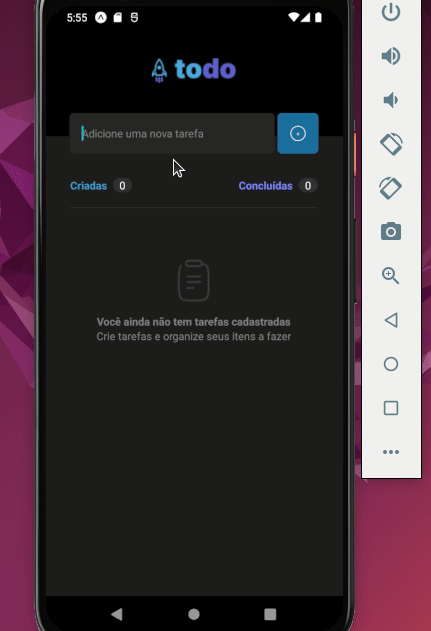 5:55
todo
Adicione uma nova tarefa
Criadas 0
Concluídas 0
Você ainda não tem tarefas cadastradas
Crie tarefas e organize seus itens a fazer